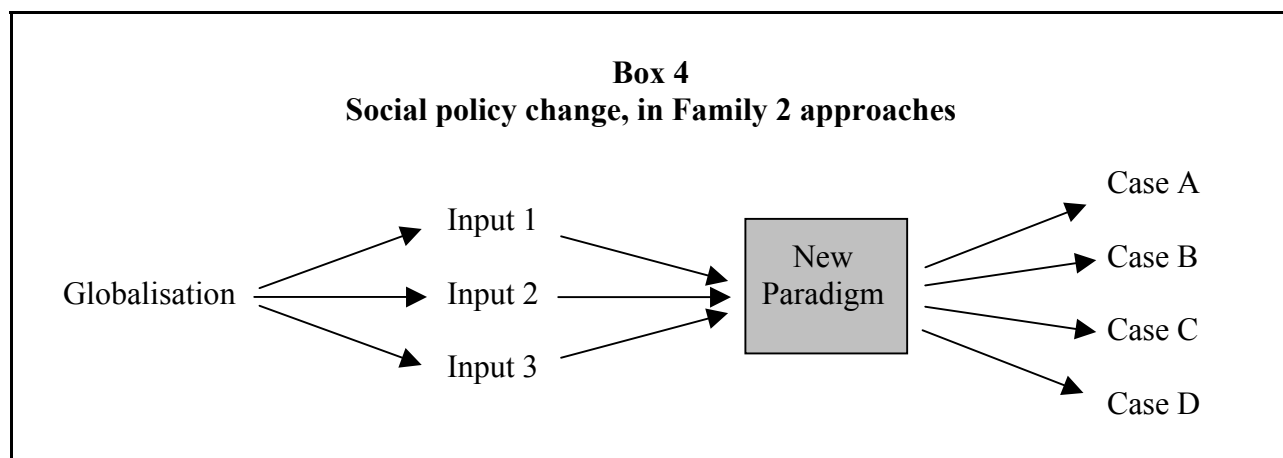 Box 4
Social policy change, in Family 2 approaches
Globalisation
Input 1
Input 2
Input 3
New
Paradigm
Case A
Case B
Case C
Case D